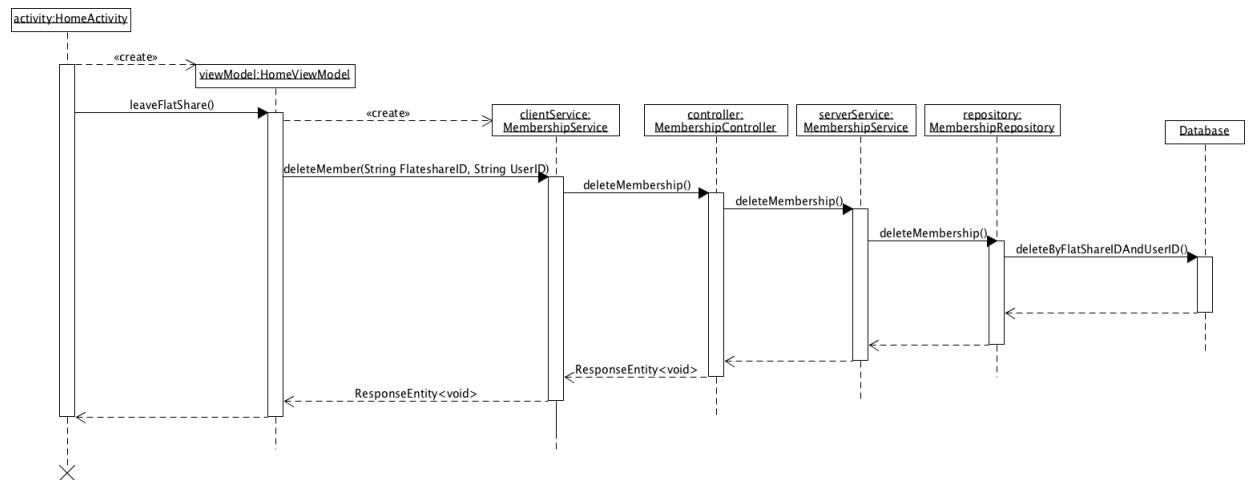 activity:HomeActivity
«create»
viewModel:HomeViewModel
leaveFlatShare()
«create»
clientService:
MembershipService
controller:
MembershipController
serverService:
MembershipService
repository:
MembershipRepository
Database
deleteMember(String FlateshareID, String UserID)
deleteMembership()
deleteMembership()
deleteMembership()
deleteByFlatShareIDAndUserID()
ResponseEntity<void>
ResponseEntity<void>